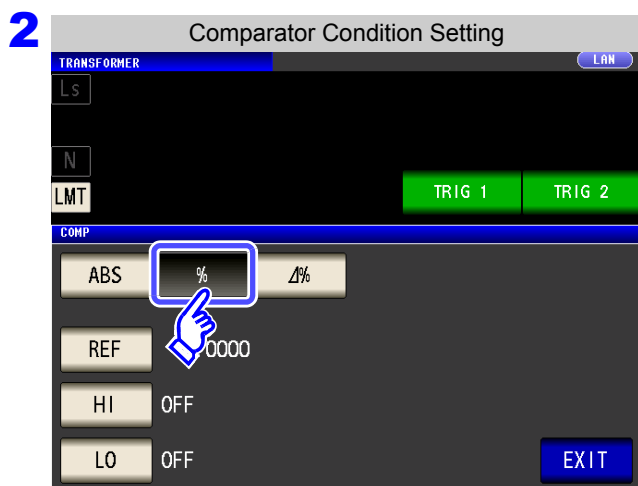 2
Comparator Condition Setting
TRANSFORMER
LAN
Ls
N
LMT
TRIG 1
TRIG 2
COMP
ABS
%
Δ%
REF
0000
HI
OFF
LO
OFF
EXIT